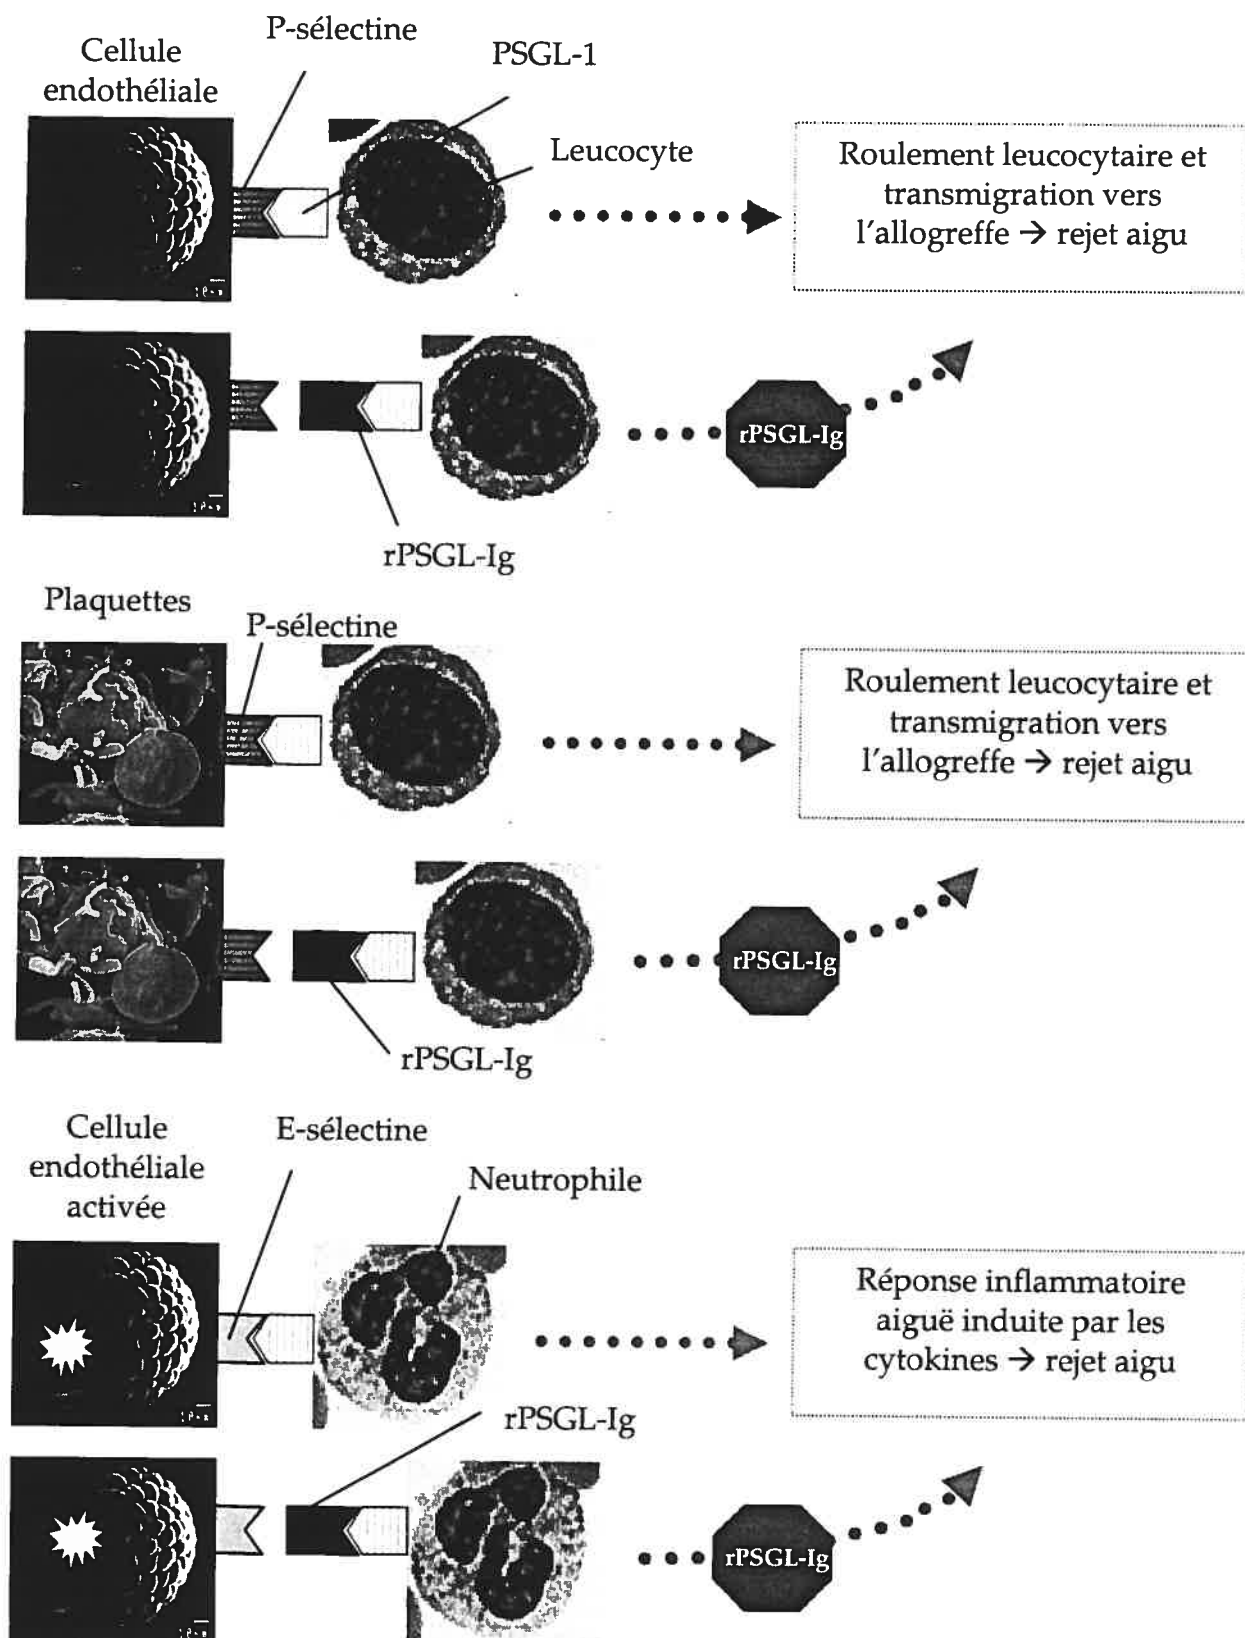 P-sélectine
Cellule
endothéliale
PSGL-1
Leucocyte
Roulement leucocytaire et
transmigration vers
l'allogreffe → rejet aigu
rPSGL-Ig
rPSGL-Ig
Plaquettes
P-sélectine
Roulement leucocytaire et
transmigration vers
l'allogreffe → rejet aigu
rPSGL-Ig
rPSGL-Ig
Cellule
endothéliale
activée
E-sélectine
Neutrophile
Réponse inflammatoire
aiguë induite par les
cytokines → rejet aigu
rPSGL-Ig
rPSGL-Ig